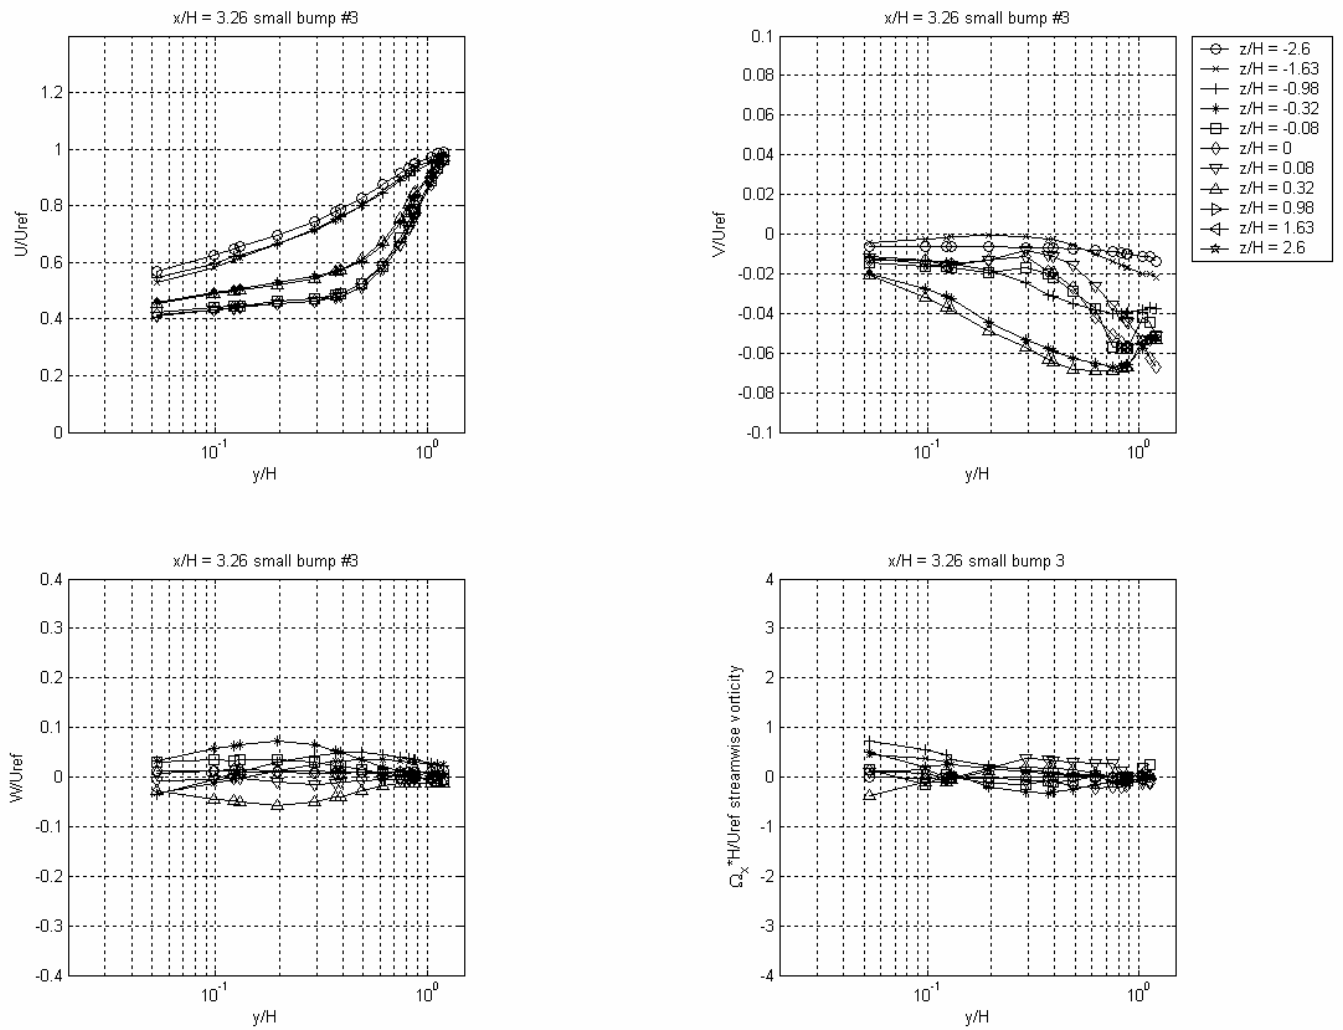 x/H = 3.26 small bump #3
1.2
1
0.8
0.6
0.4
0.2
0
U/Uref
10^-1
10^0
y/H
x/H = 3.26 small bump #3
0.1
0.08
0.06
0.04
0.02
0
-0.02
-0.04
-0.06
-0.08
-0.1
V/Uref
10^-1
10^0
y/H
z/H = -2.6
z/H = -1.63
z/H = -0.98
z/H = -0.32
z/H = -0.08
z/H = 0
z/H = 0.08
z/H = 0.32
z/H = 0.98
z/H = 1.63
z/H = 2.6
x/H = 3.26 small bump #3
0.4
0.3
0.2
0.1
0
-0.1
-0.2
-0.3
-0.4
W/Uref
10^-1
10^0
y/H
x/H = 3.26 small bump 3
4
3
2
1
0
-1
-2
-3
-4
Ωx*H/Uref streamwise vorticity
10^-1
10^0
y/H